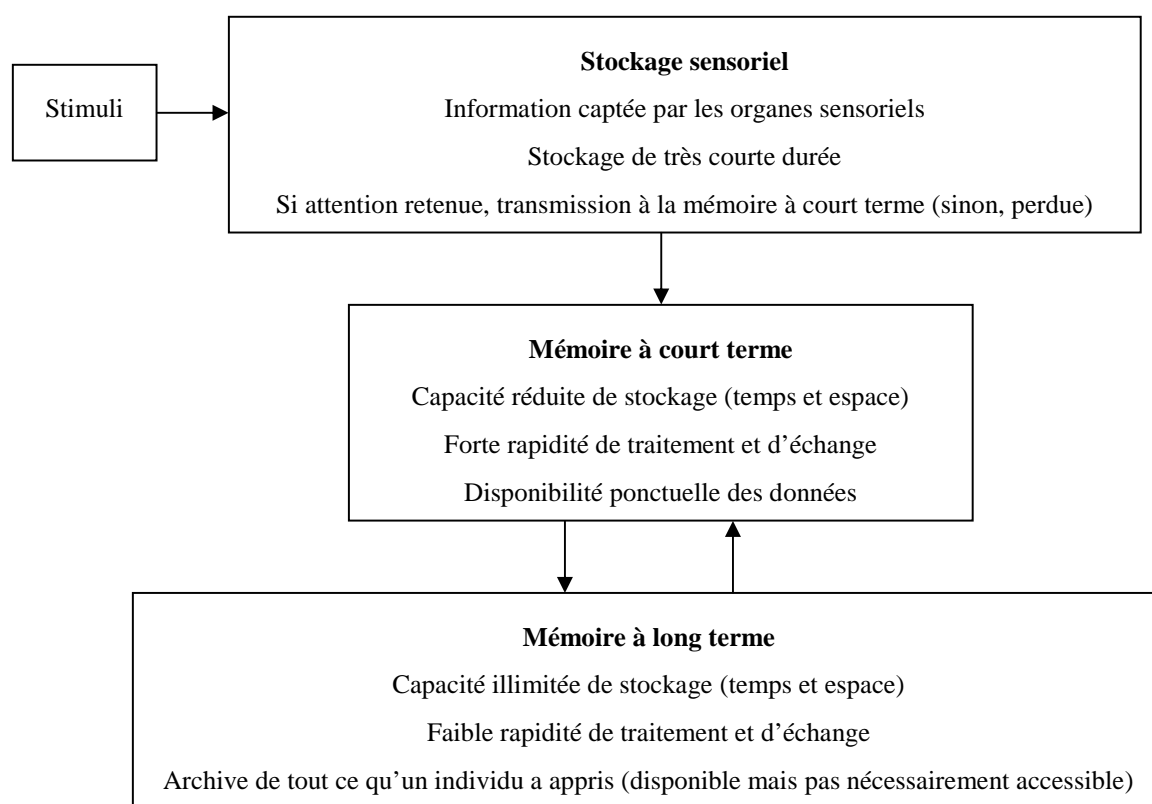 Stimuli
Stockage sensoriel
Information captée par les organes sensoriels
Stockage de très courte durée
Si attention retenue, transmission à la mémoire à court terme (sinon, perdue)
Mémoire à court terme
Capacité réduite de stockage (temps et espace)
Forte rapidité de traitement et d’échange
Disponibilité ponctuelle des données
Mémoire à long terme
Capacité illimitée de stockage (temps et espace)
Faible rapidité de traitement et d’échange
Archive de tout ce qu’un individu a appris (disponible mais pas nécessairement accessible)